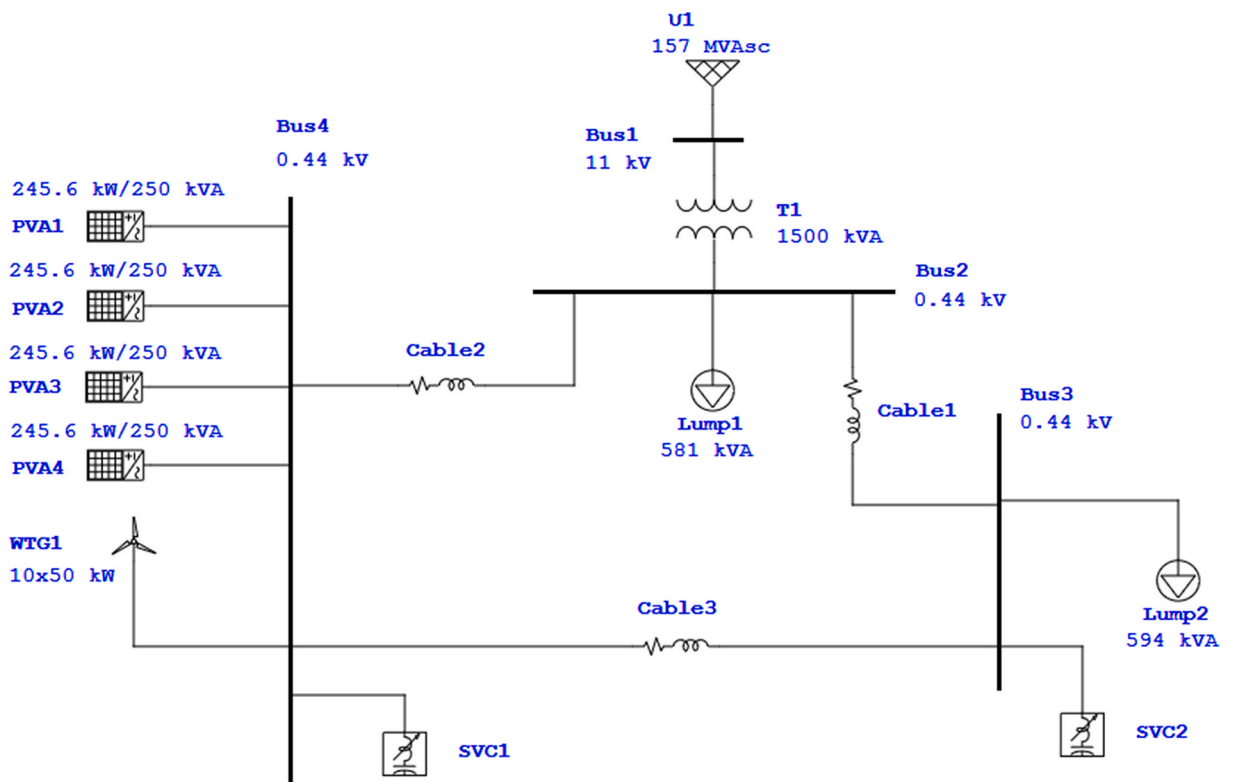 U1
157 MVAsc
Bus1
11 kV
T1
1500 kVA
Bus2
0.44 kV
Bus4
0.44 kV
245.6 kW/250 kVA
PVA1
245.6 kW/250 kVA
PVA2
245.6 kW/250 kVA
PVA3
245.6 kW/250 kVA
PVA4
WTG1
10x50 kW
Cable2
Lump1
581 kVA
Cable1
Bus3
0.44 kV
Cable3
Lump2
594 kVA
SVC1
SVC2